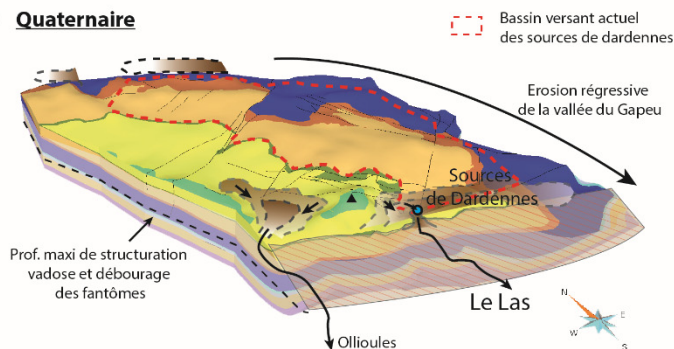 Quaternaire
Bassin versant actuel
des sources de dardennes
Erosion régressive
de la vallée du Gapeu
Sources
de Dardennes
Prof. maxi de structuration
vadose et débourage
des fantômes
Le Las
Ollioules
N
E
W
S